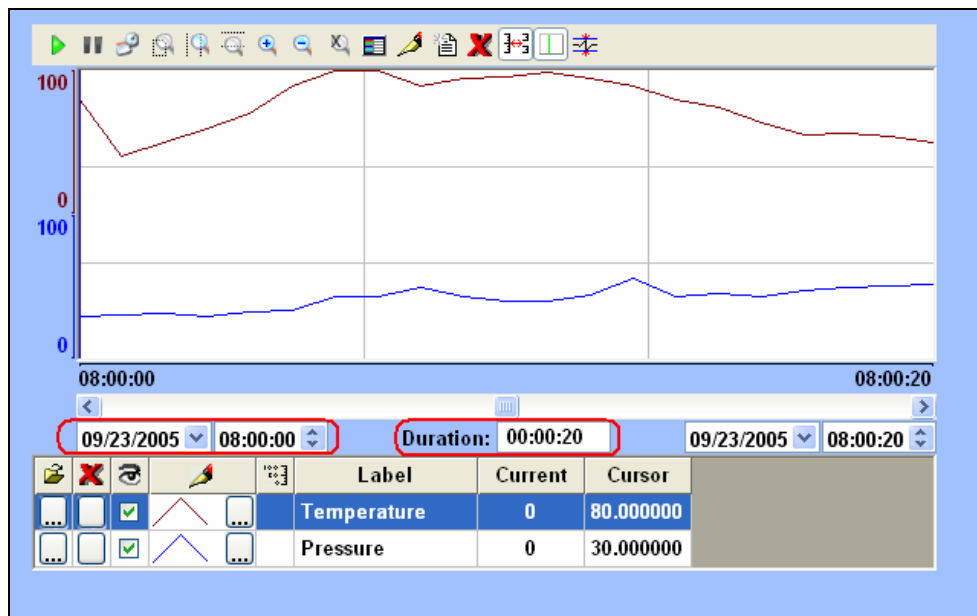 100
0
100
0
08:00:00 08:00:20
09/23/2005 08:00:00 Duration: 00:00:20 09/23/2005 08:00:20
Label Current Cursor
... ... Temperature 0 80.000000
... ... Pressure 0 30.000000